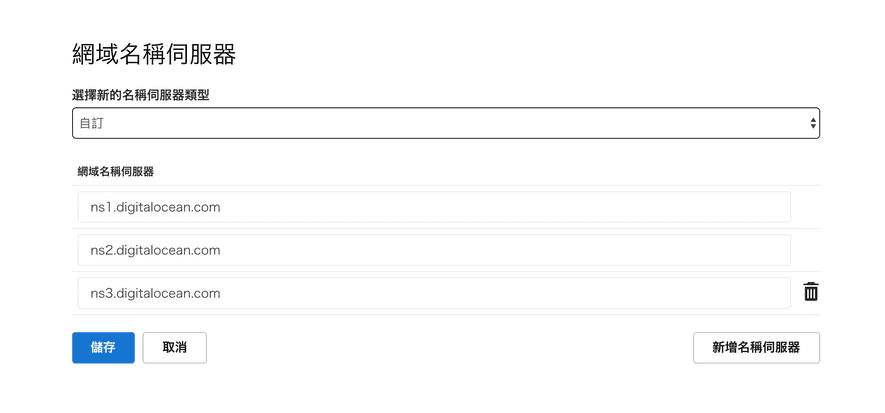 網域名稱伺服器
選擇新的名稱伺服器類型
自訂
網域名稱伺服器
ns1.digitalocean.com
ns2.digitalocean.com
ns3.digitalocean.com
儲存 取消 新增名稱伺服器